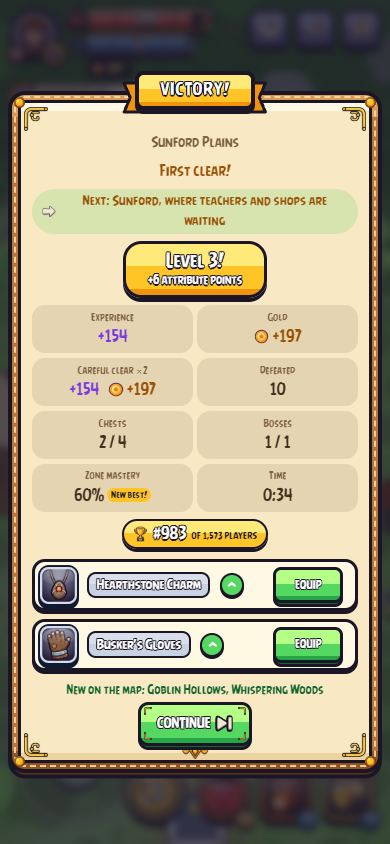 VICTORY!
Sunford Plains
First clear!
Next: Sunford, where teachers and shops are
waiting
Level 3!
+6 attribute points
Experience
+154
Gold
+197
Careful clear ×2
+154 +197
Defeated
10
Chests
2 / 4
Bosses
1 / 1
Zone mastery
60% New best!
Time
0:34
#983 of 1,573 players
Hearthstone Charm
EQUIP
Busker's Gloves
EQUIP
New on the map: Goblin Hollows, Whispering Woods
CONTINUE